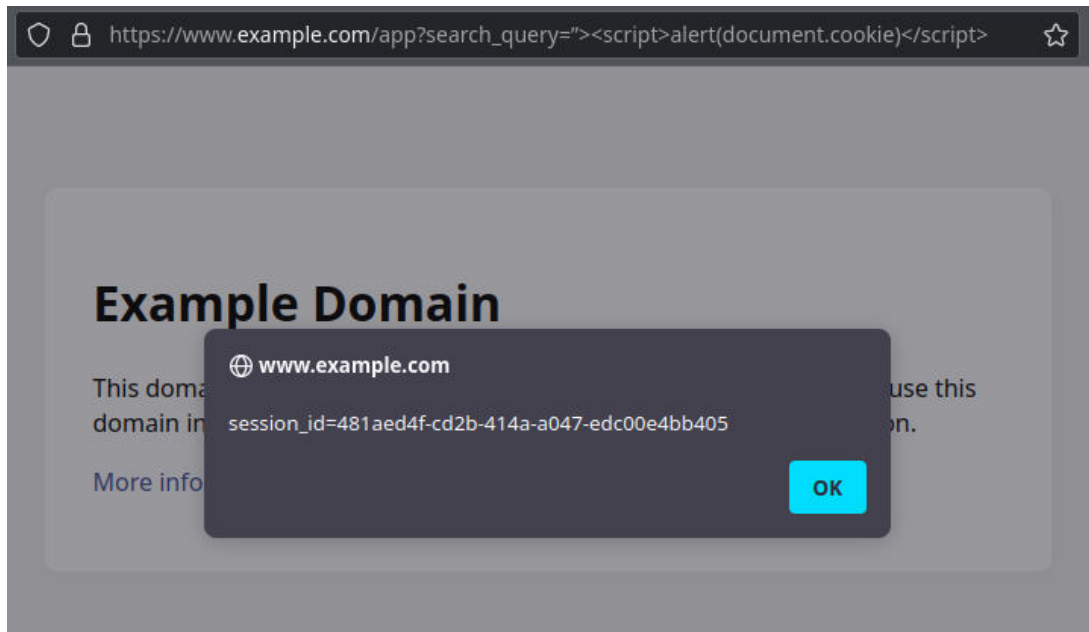 https://www.example.com/app?search_query=”><script>alert(document.cookie)</script>
Example Domain
www.example.com
This doma
use this
session_id=481aed4f-cd2b-414a-a047-edc00e4bb405
domain in
on.
More info
OK